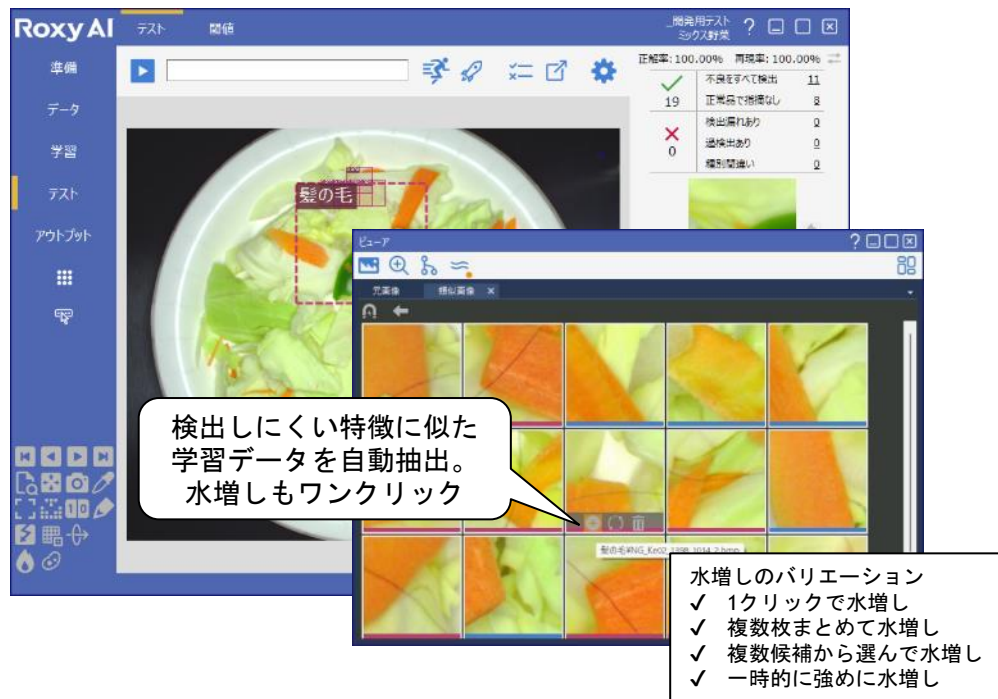 Roxy AI
テスト
閾値
_開発用テスト
ミックス野菜
準備
データ
学習
テスト
アウトプット
正解率: 100.00% 再現率: 100.00%
19
不良をすべて検出 11
正常品で指摘なし 8
0
検出漏れあり 0
過検出あり 0
種別間違い 0
髪の毛
ビューア
元画像
類似画像 ×
検出しにくい特徴に似た
学習データを自動抽出。
水増しもワンクリック
水増しのバリエーション
✓ 1クリックで水増し
✓ 複数枚まとめて水増し
✓ 複数候補から選んで水増し
✓ 一時的に強めに水増し